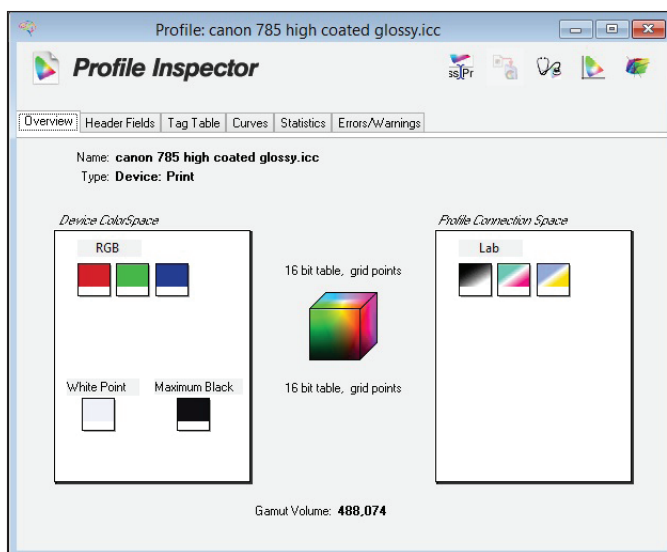 Profile: canon 785 high coated glossy.icc
Profile Inspector
Overview Header Fields Tag Table Curves Statistics Errors/Warnings
Name: canon 785 high coated glossy.icc
Type: Device: Print
Device ColorSpace
Profile Connection Space
RGB
Lab
16 bit table, grid points
White Point Maximum Black
16 bit table, grid points
Gamut Volume: 488,074